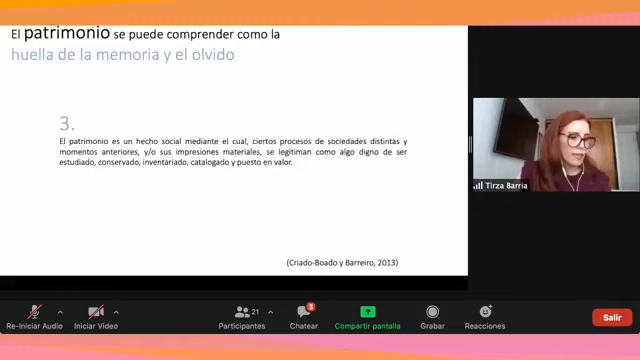 El patrimonio se puede comprender como la
huella de la memoria y el olvido
3.
El patrimonio es un hecho social mediante el cual, ciertos procesos de sociedades distintas y
momentos anteriores, y/o sus impresiones materiales, se legitiman como algo digno de ser
estudiado, conservado, inventariado, catalogado y puesto en valor.
(Criado-Boado y Barreiro, 2013)
Tirza Barria
21
3
Re-Iniciar Audio
Iniciar Video
Participantes
Chatear
Compartir pantalla
Grabar
Reacciones
Salir